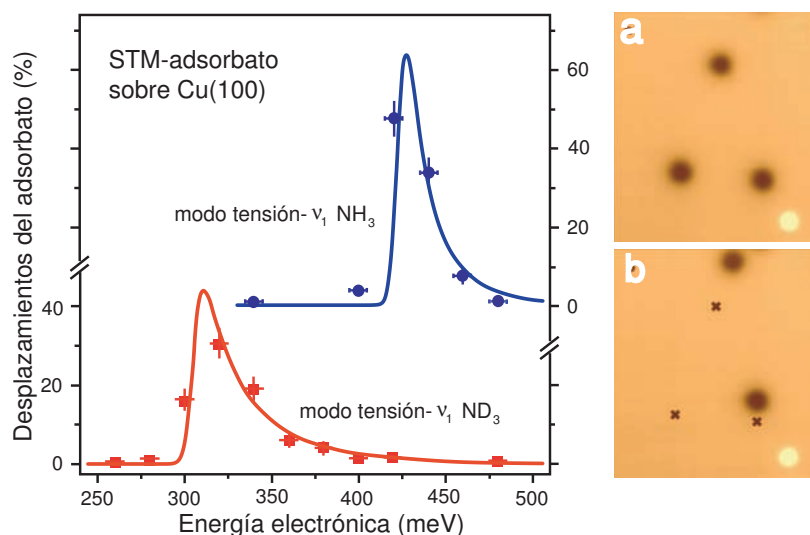 STM-adsorbato
sobre Cu(100)
Desplazamientos del adsorbato (%)
60
40
20
0
modo tensión- ν₁ NH₃
40
20
0
modo tensión- ν₁ ND₃
250 300 350 400 450 500
Energía electrónica (meV)
a
b